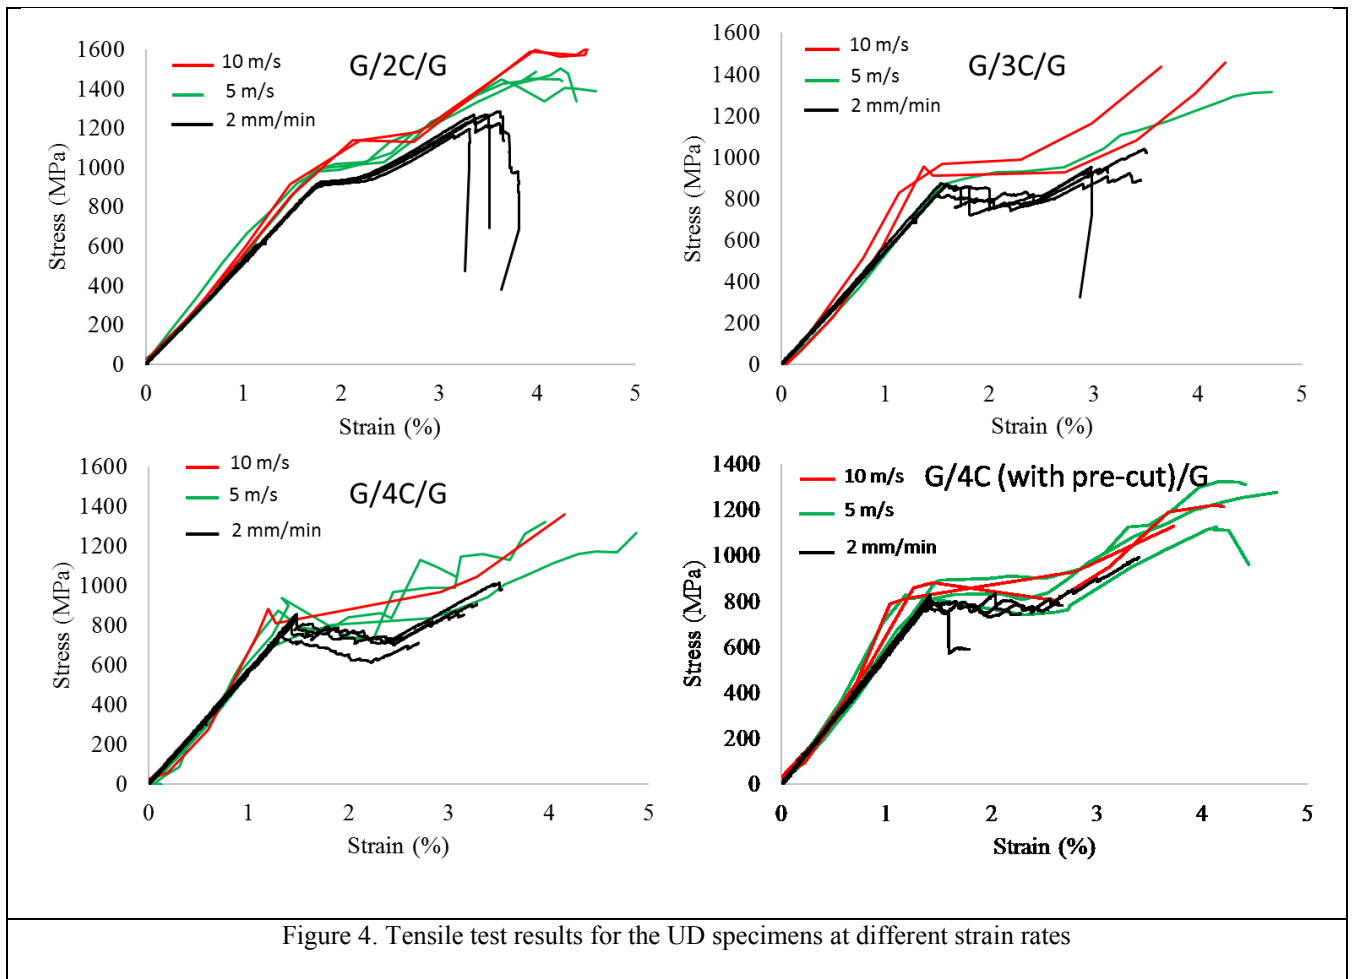 G/2C/G
10 m/s
5 m/s
2 mm/min
1600
1400
1200
1000
800
600
400
200
0
Stress (MPa)
0 1 2 3 4 5
Strain (%)
G/3C/G
10 m/s
5 m/s
2 mm/min
1600
1400
1200
1000
800
600
400
200
0
Stress (MPa)
0 1 2 3 4 5
Strain (%)
G/4C/G
10 m/s
5 m/s
2 mm/min
1600
1400
1200
1000
800
600
400
200
0
Stress (MPa)
0 1 2 3 4 5
Strain (%)
G/4C (with pre-cut)/G
10 m/s
5 m/s
2 mm/min
1400
1200
1000
800
600
400
200
0
Stress (MPa)
0 1 2 3 4 5
Strain (%)
Figure 4. Tensile test results for the UD specimens at different strain rates